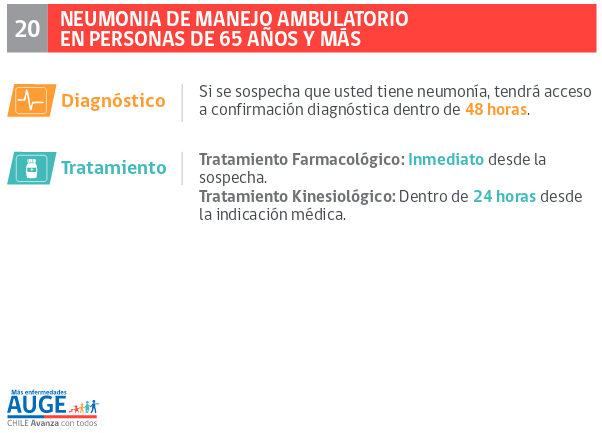 20
NEUMONIA DE MANEJO AMBULATORIO
EN PERSONAS DE 65 AÑOS Y MÁS
Diagnóstico
Si se sospecha que usted tiene neumonía, tendrá acceso
a confirmación diagnóstica dentro de 48 horas.
Tratamiento
Tratamiento Farmacológico: Inmediato desde la
sospecha.
Tratamiento Kinesiológico: Dentro de 24 horas desde
la indicación médica.
Más enfermedades
AUGE
CHILE Avanza con todos